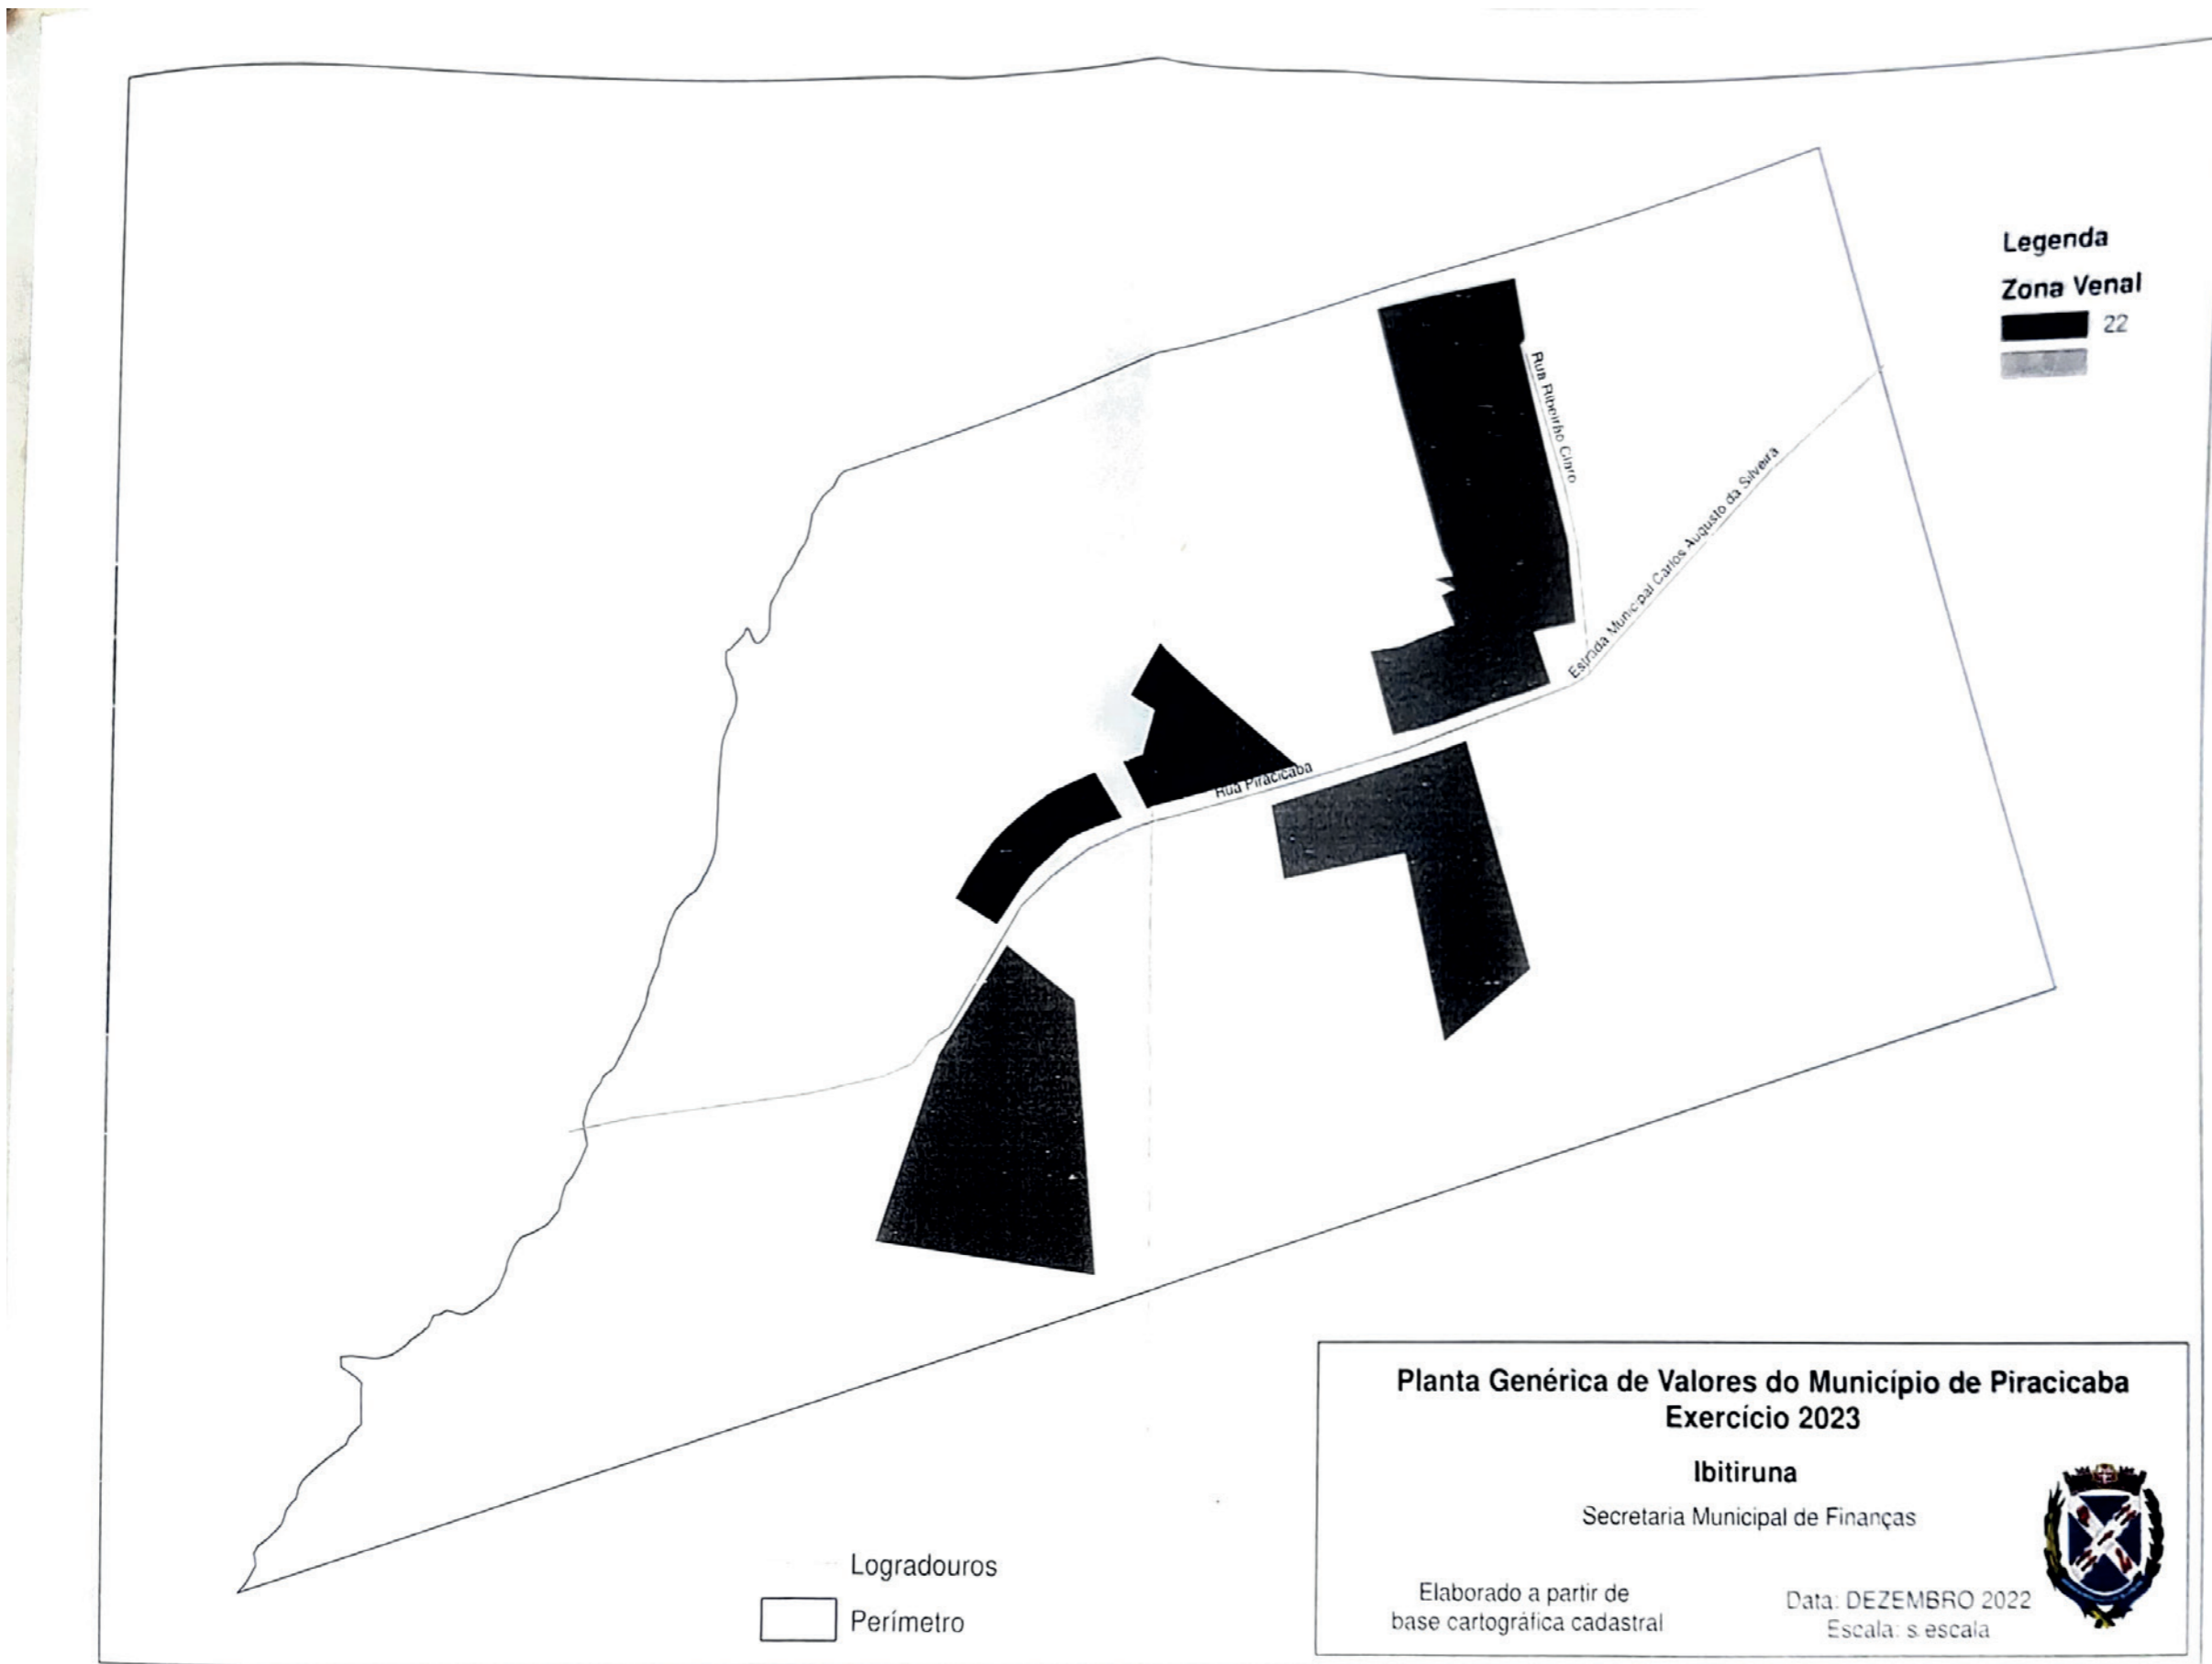 Legenda
Zona Venal
22
Rua Ribeirão Claro
Estrada Municipal Carlos Augusto da Silveira
Rua Piracicaba
Planta Genérica de Valores do Município de Piracicaba
Exercício 2023
Ibitiruna
Secretaria Municipal de Finanças
Elaborado a partir de
base cartográfica cadastral
Data: DEZEMBRO 2022
Escala: s.escala
Logradouros
Perímetro